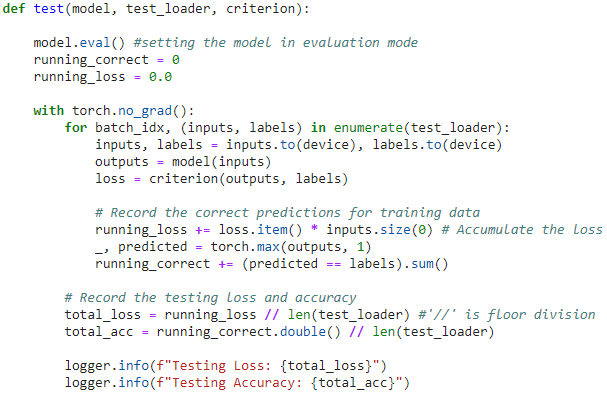 def test(model, test_loader, criterion):
model.eval() #setting the model in evaluation mode
running_correct = 0
running_loss = 0.0
with torch.no_grad():
for batch_idx, (inputs, labels) in enumerate(test_loader):
inputs, labels = inputs.to(device), labels.to(device)
outputs = model(inputs)
loss = criterion(outputs, labels)
# Record the correct predictions for training data
running_loss += loss.item() * inputs.size(0) # Accumulate the loss
_, predicted = torch.max(outputs, 1)
running_correct += (predicted == labels).sum()
# Record the testing loss and accuracy
total_loss = running_loss // len(test_loader) #'//' is floor division
total_acc = running_correct.double() // len(test_loader)
logger.info(f"Testing Loss: {total_loss}")
logger.info(f"Testing Accuracy: {total_acc}")